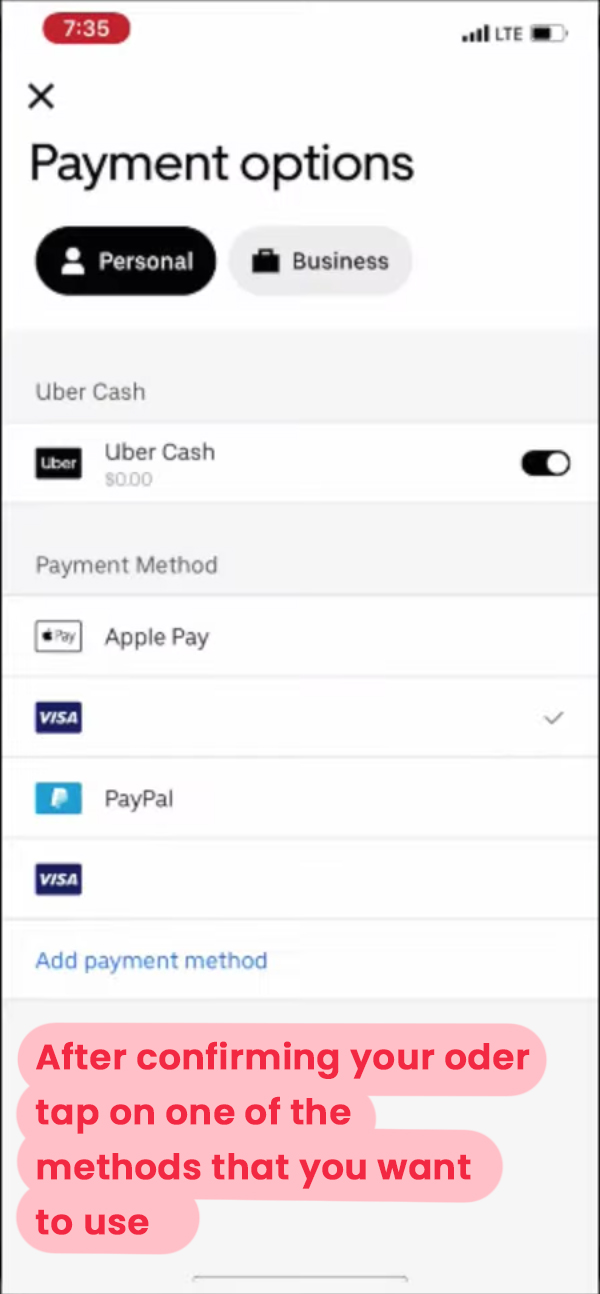 7:35
LTE
Payment options
Personal
Business
Uber Cash
Uber
Uber Cash
$0.00
Payment Method
Pay
Apple Pay
VISA
PayPal
VISA
Add payment method
After confirming your oder
tap on one of the
methods that you want
to use